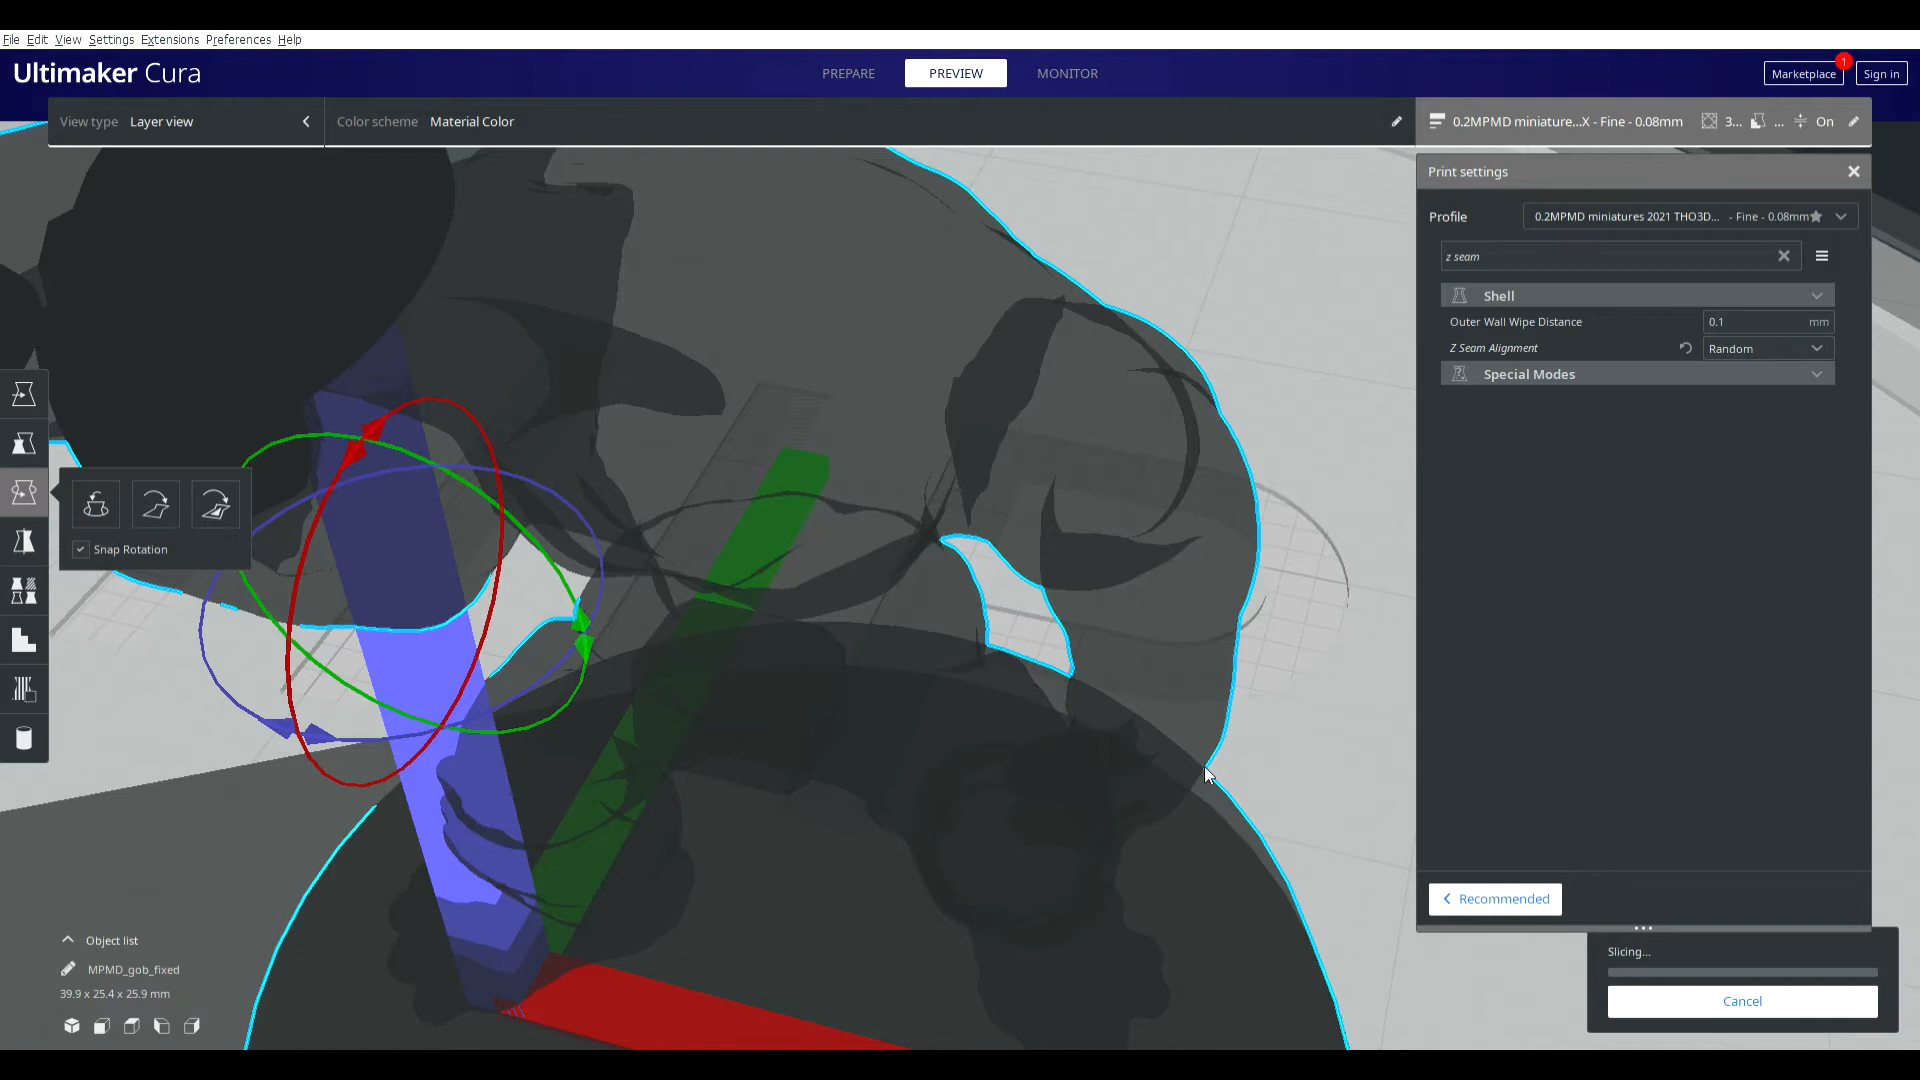 File Edit View Settings Extensions Preferences Help
Ultimaker Cura
PREPARE
PREVIEW
MONITOR
Marketplace
1
Sign in
View type Layer view
Color scheme Material Color
0.2MPMD miniature...X - Fine - 0.08mm
3...
...
On
Print settings
Profile
0.2MPMD miniatures 2021 THO3D... - Fine - 0.08mm
z seam
Shell
Outer Wall Wipe Distance
0.1 mm
Z Seam Alignment
Random
Special Modes
Snap Rotation
Recommended
Object list
MPMD_gob_fixed
39.9 x 25.4 x 25.9 mm
Slicing...
Cancel